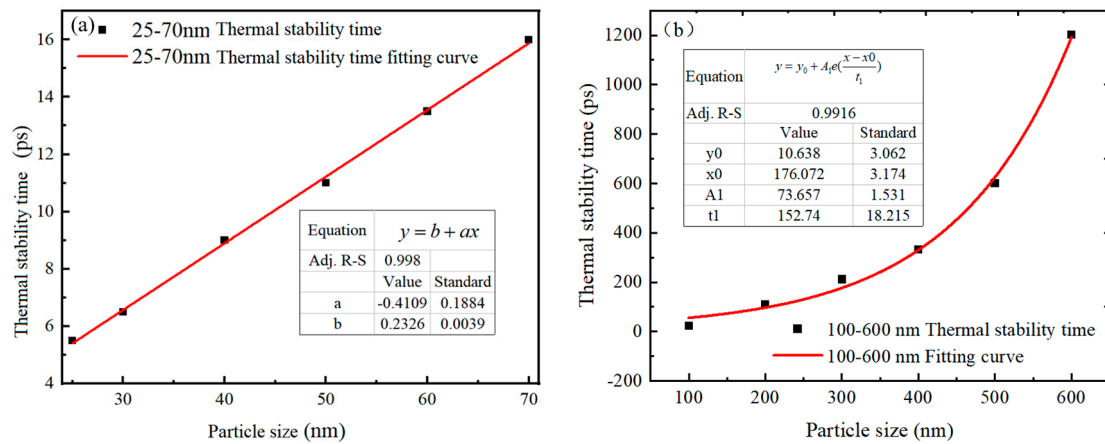 (a)
25-70nm Thermal stability time
25-70nm Thermal stability time fitting curve
Thermal stability time (ps)
16
14
12
10
8
6
4
Equation y = b + ax
Adj. R-S 0.998
Value Standard
a -0.4109 0.1884
b 0.2326 0.0039
30 40 50 60 70
Particle size (nm)
(b)
Thermal stability time (ps)
1200
1000
800
600
400
200
0
-200
Equation y = y0 + A1e(x − x0/t1)
Adj. R-S 0.9916
Value Standard
y0 10.638 3.062
x0 176.072 3.174
A1 73.657 1.531
t1 152.74 18.215
100-600 nm Thermal stability time
100-600 nm Fitting curve
100 200 300 400 500 600
Particle size (nm)